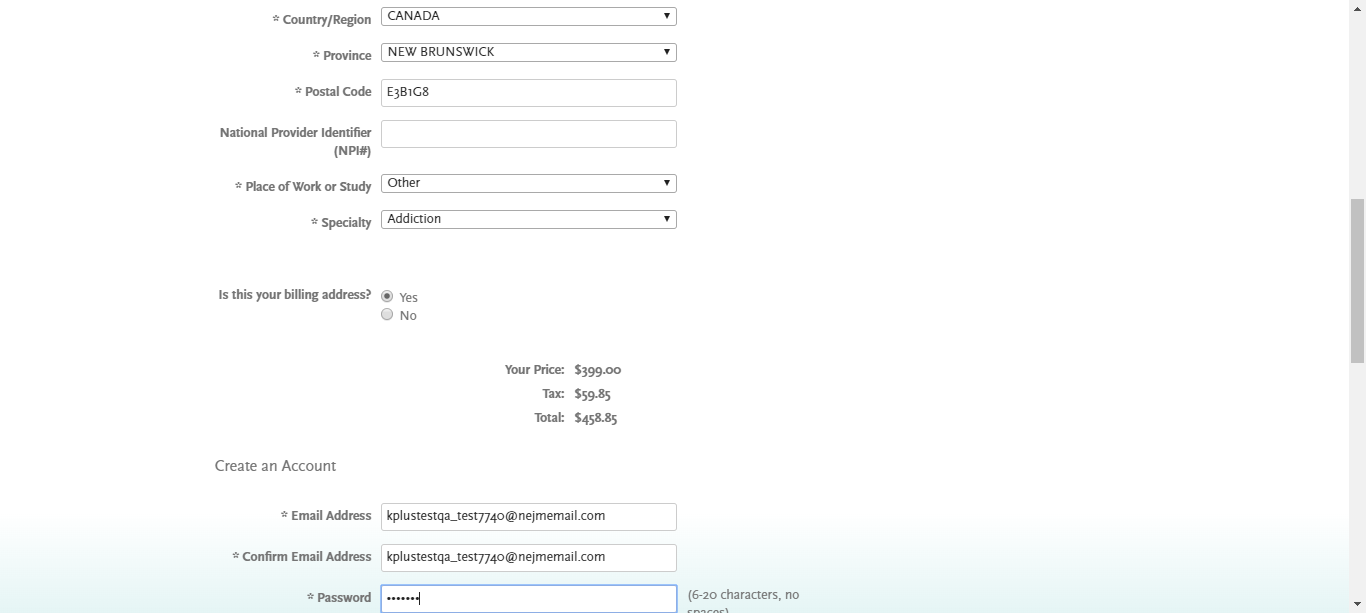 * Country/Region CANADA
* Province NEW BRUNSWICK
* Postal Code E3B1G8
National Provider Identifier
(NPI#)
* Place of Work or Study Other
* Specialty Addiction
Is this your billing address? Yes
No
Your Price: $399.00
Tax: $59.85
Total: $458.85
Create an Account
* Email Address kplustestqa_test7740@nejmemail.com
* Confirm Email Address kplustestqa_test7740@nejmemail.com
* Password ••••••• (6-20 characters, no
spaces)